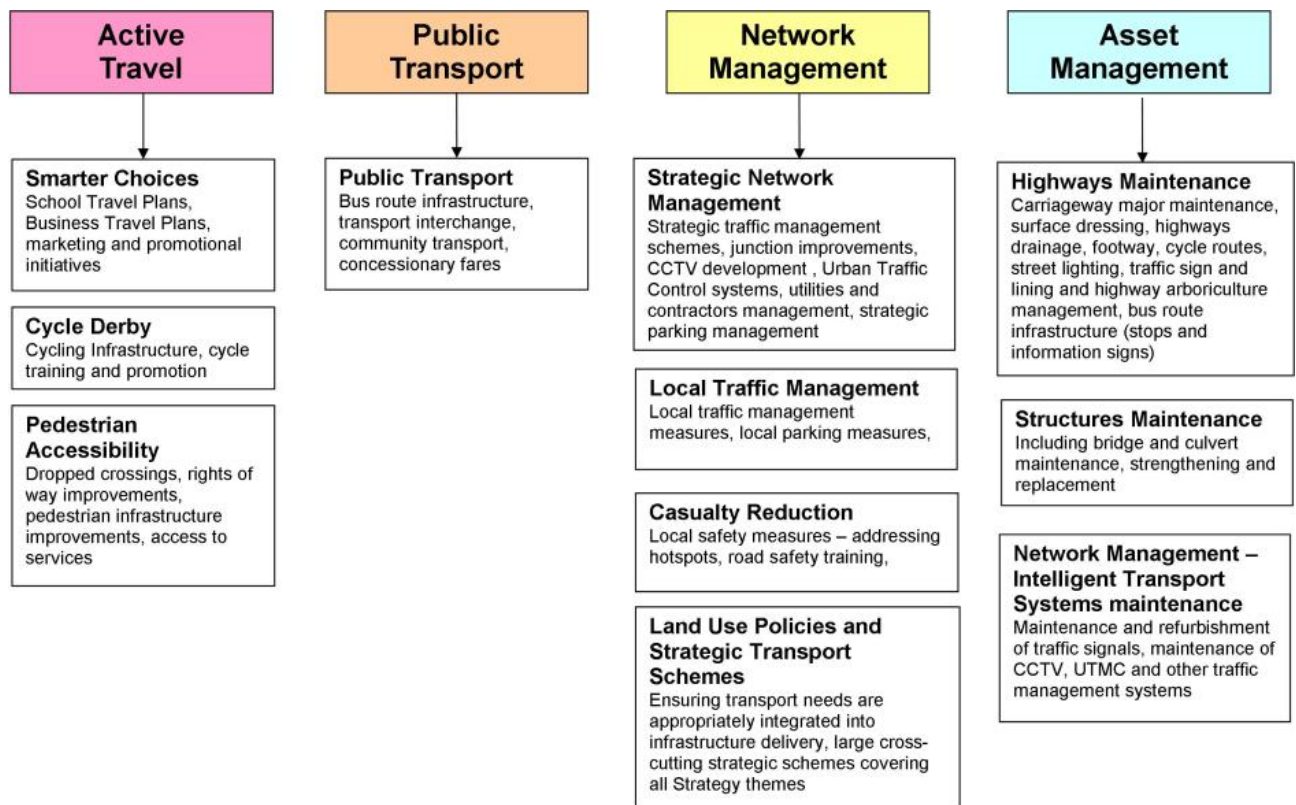 Active
Travel
Smarter Choices
School Travel Plans,
Business Travel Plans,
marketing and promotional
initiatives
Cycle Derby
Cycling Infrastructure, cycle
training and promotion
Pedestrian
Accessibility
Dropped crossings, rights of
way improvements,
pedestrian infrastructure
improvements, access to
services
Public
Transport
Public Transport
Bus route infrastructure,
transport interchange,
community transport,
concessionary fares
Network
Management
Strategic Network
Management
Strategic traffic management
schemes, junction improvements,
CCTV development , Urban Traffic
Control systems, utilities and
contractors management, strategic
parking management
Local Traffic Management
Local traffic management
measures, local parking measures,
Casualty Reduction
Local safety measures – addressing
hotspots, road safety training,
Land Use Policies and
Strategic Transport
Schemes
Ensuring transport needs are
appropriately integrated into
infrastructure delivery, large cross-
cutting strategic schemes covering
all Strategy themes
Asset
Management
Highways Maintenance
Carriageway major maintenance,
surface dressing, highways
drainage, footway, cycle routes,
street lighting, traffic sign and
lining and highway arboriculture
management, bus route
infrastructure (stops and
information signs)
Structures Maintenance
Including bridge and culvert
maintenance, strengthening and
replacement
Network Management –
Intelligent Transport
Systems maintenance
Maintenance and refurbishment
of traffic signals, maintenance of
CCTV, UTMC and other traffic
management systems